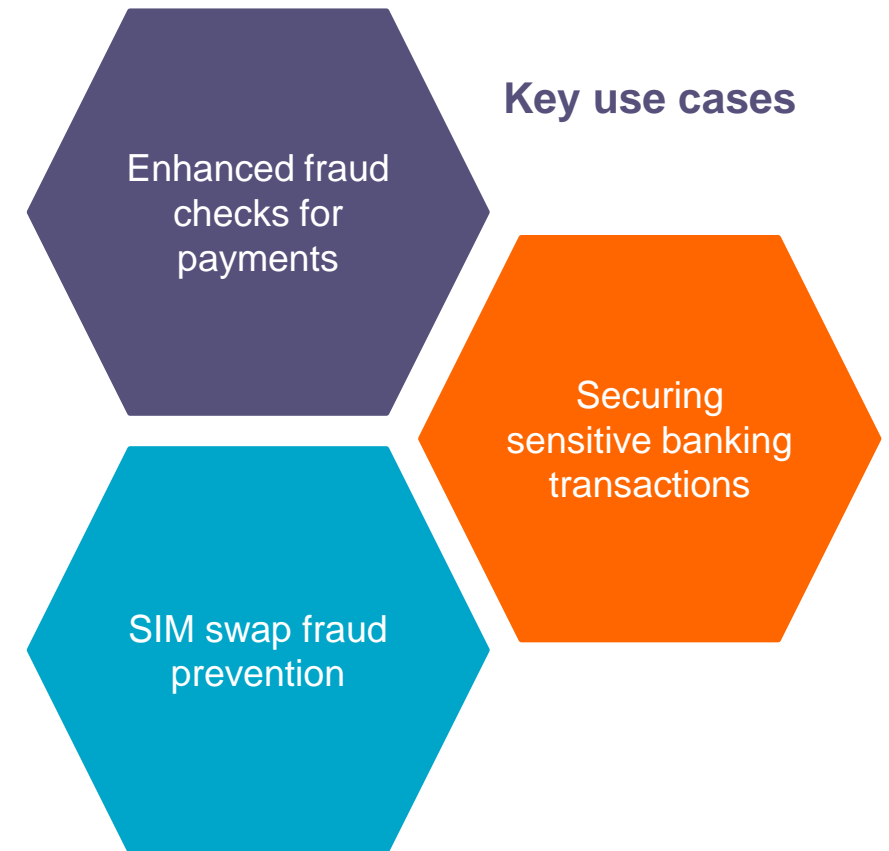 Key use cases
Enhanced fraud
checks for
payments
Securing
sensitive banking
transactions
SIM swap fraud
prevention